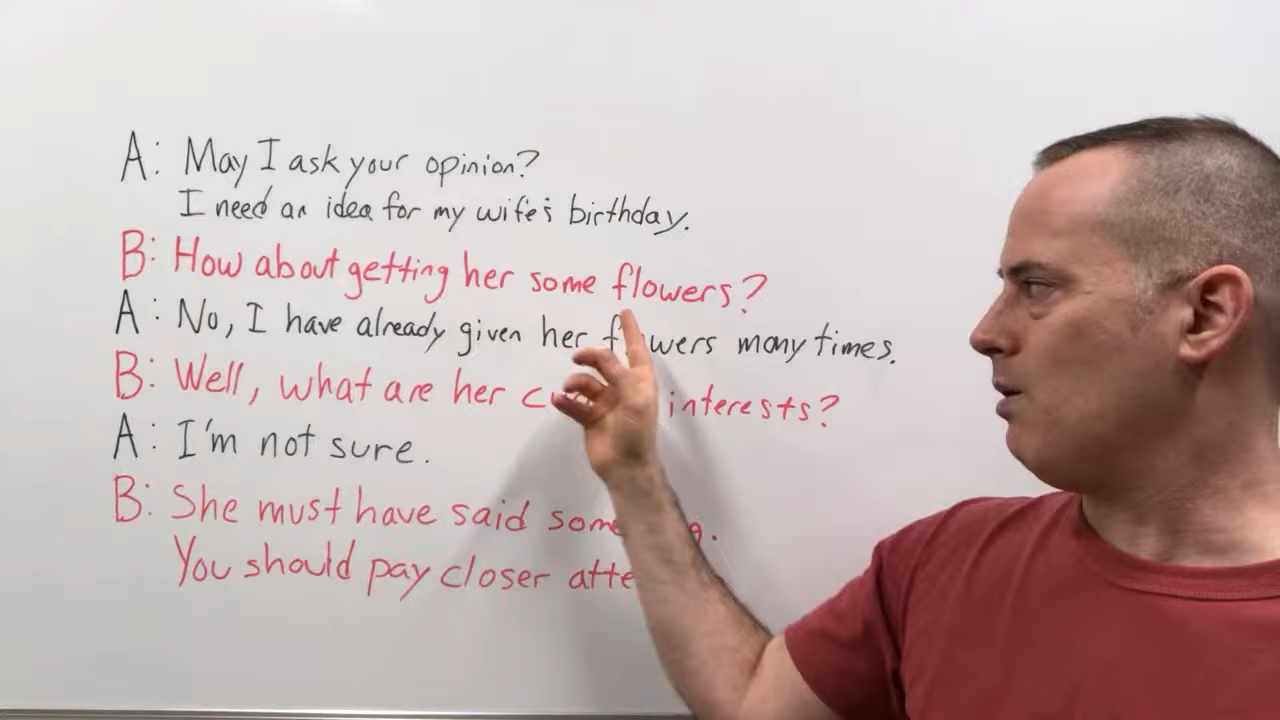 A: May I ask your opinion?
I need an idea for my wife's birthday.
B: How about getting her some flowers?
A: No, I have already given her flowers many times.
B: Well, what are her interests?
A: I'm not sure.
B: She must have said
You should pay closer